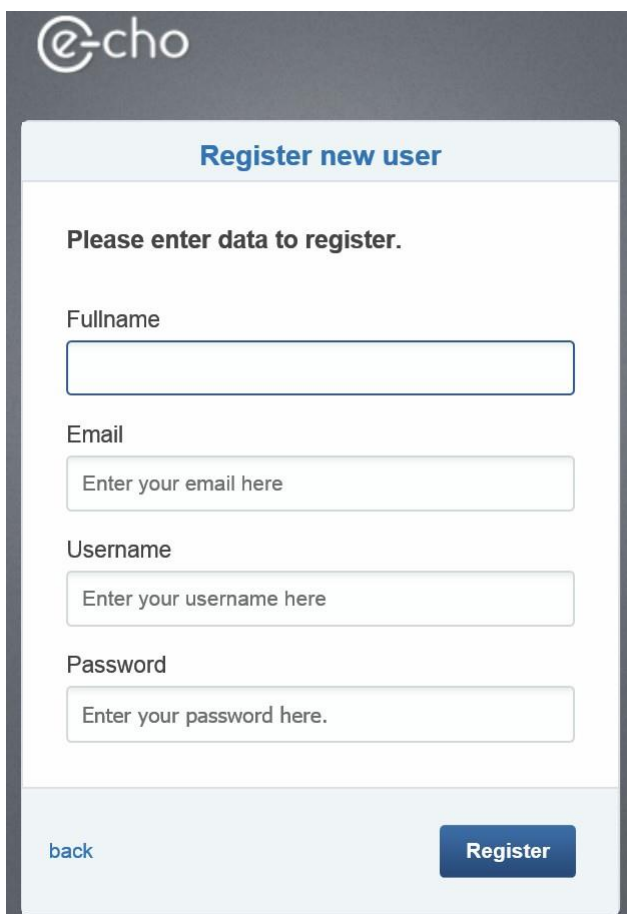 e-cho
Register new user
Please enter data to register.
Fullname
Email
Enter your email here
Username
Enter your username here
Password
Enter your password here.
back
Register